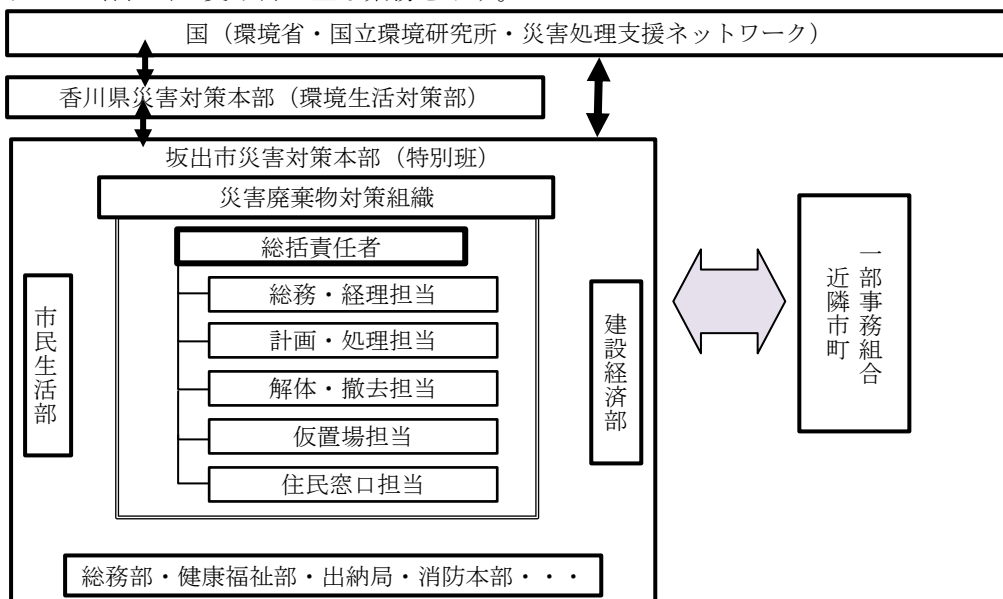 国（環境省・国立環境研究所・災害処理支援ネットワーク）
香川県災害対策本部（環境生活対策部）
坂出市災害対策本部（特別班）
災害廃棄物対策組織
総括責任者
総務・経理担当
計画・処理担当
解体・撤去担当
仮置場担当
住民窓口担当
市民生活部
建設経済部
一部事務組合
近隣市町
総務部・健康福祉部・出納局・消防本部・・・